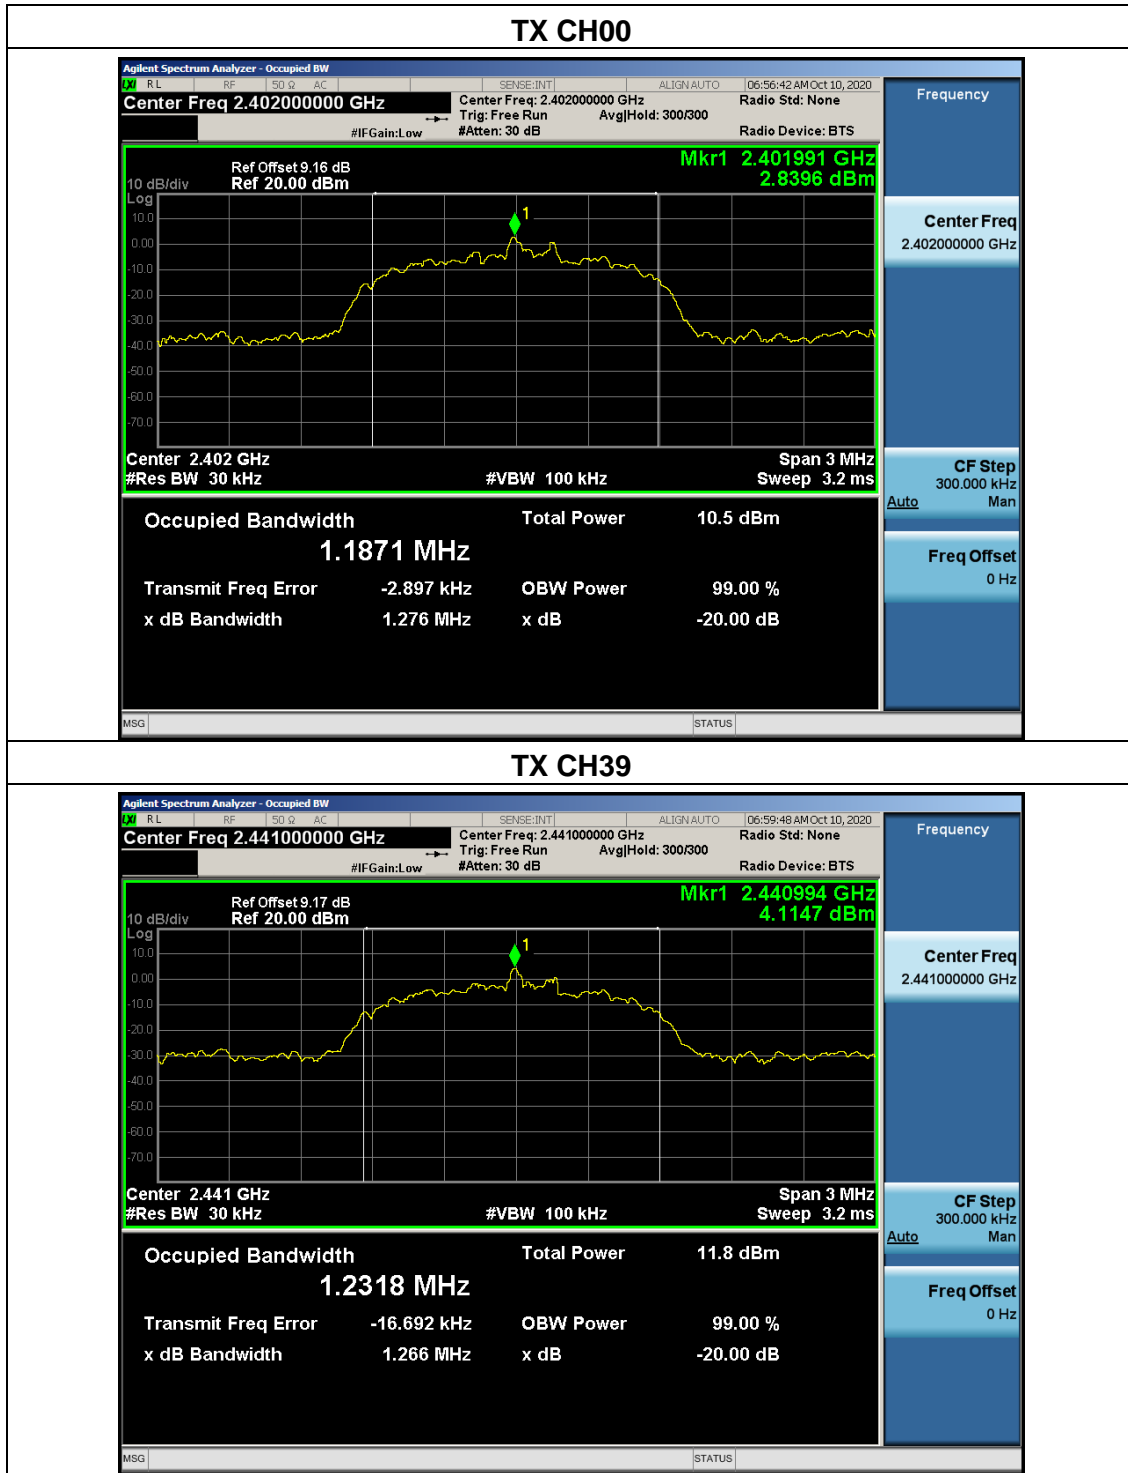 TX CH00
Agilent Spectrum Analyzer - Occupied BW
LXI RL RF 50 Ω AC SENSE:INT ALIGN AUTO 06:56:42 AM Oct 10, 2020
Center Freq 2.402000000 GHz
Center Freq: 2.402000000 GHz Radio Std: None
Trig: Free Run Avg|Hold: 300/300
#IFGain:Low #Atten: 30 dB Radio Device: BTS
Frequency
Mkr1 2.401991 GHz
2.8396 dBm
Ref Offset 9.16 dB
10 dB/div Ref 20.00 dBm
Log
10.0
0.00
-10.0
-20.0
-30.0
-40.0
-50.0
-60.0
-70.0
1
Center 2.402 GHz Span 3 MHz
#Res BW 30 kHz #VBW 100 kHz Sweep 3.2 ms
Center Freq
2.402000000 GHz
CF Step
300.000 kHz
Auto Man
Freq Offset
0 Hz
Occupied Bandwidth Total Power 10.5 dBm
1.1871 MHz
Transmit Freq Error -2.897 kHz OBW Power 99.00 %
x dB Bandwidth 1.276 MHz x dB -20.00 dB
MSG STATUS
TX CH39
Agilent Spectrum Analyzer - Occupied BW
LXI RL RF 50 Ω AC SENSE:INT ALIGN AUTO 06:59:48 AM Oct 10, 2020
Center Freq 2.441000000 GHz
Center Freq: 2.441000000 GHz Radio Std: None
Trig: Free Run Avg|Hold: 300/300
#IFGain:Low #Atten: 30 dB Radio Device: BTS
Frequency
Mkr1 2.440994 GHz
4.1147 dBm
Ref Offset 9.17 dB
10 dB/div Ref 20.00 dBm
Log
10.0
0.00
-10.0
-20.0
-30.0
-40.0
-50.0
-60.0
-70.0
1
Center 2.441 GHz Span 3 MHz
#Res BW 30 kHz #VBW 100 kHz Sweep 3.2 ms
Center Freq
2.441000000 GHz
CF Step
300.000 kHz
Auto Man
Freq Offset
0 Hz
Occupied Bandwidth Total Power 11.8 dBm
1.2318 MHz
Transmit Freq Error -16.692 kHz OBW Power 99.00 %
x dB Bandwidth 1.266 MHz x dB -20.00 dB
MSG STATUS